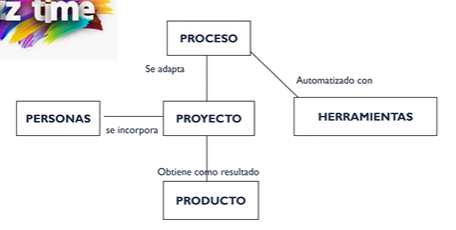 z time
PROCESO
Se adapta
Automatizado con
PERSONAS
se incorpora
PROYECTO
HERRAMIENTAS
Obtiene como resultado
PRODUCTO